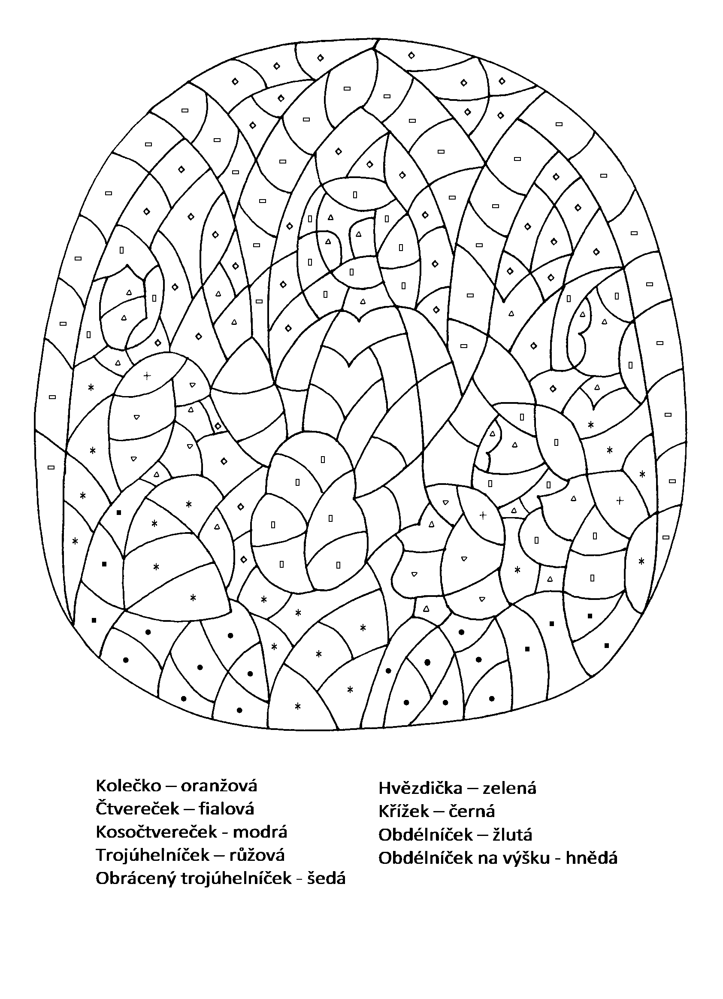 Kolečko – oranžová
Čtvereček – fialová
Kosočtvereček - modrá
Trojúhelníček – růžová
Obrácený trojúhelníček - šedá
Hvězdička – zelená
Křížek – černá
Obdélníček – žlutá
Obdélníček na výšku - hnědá